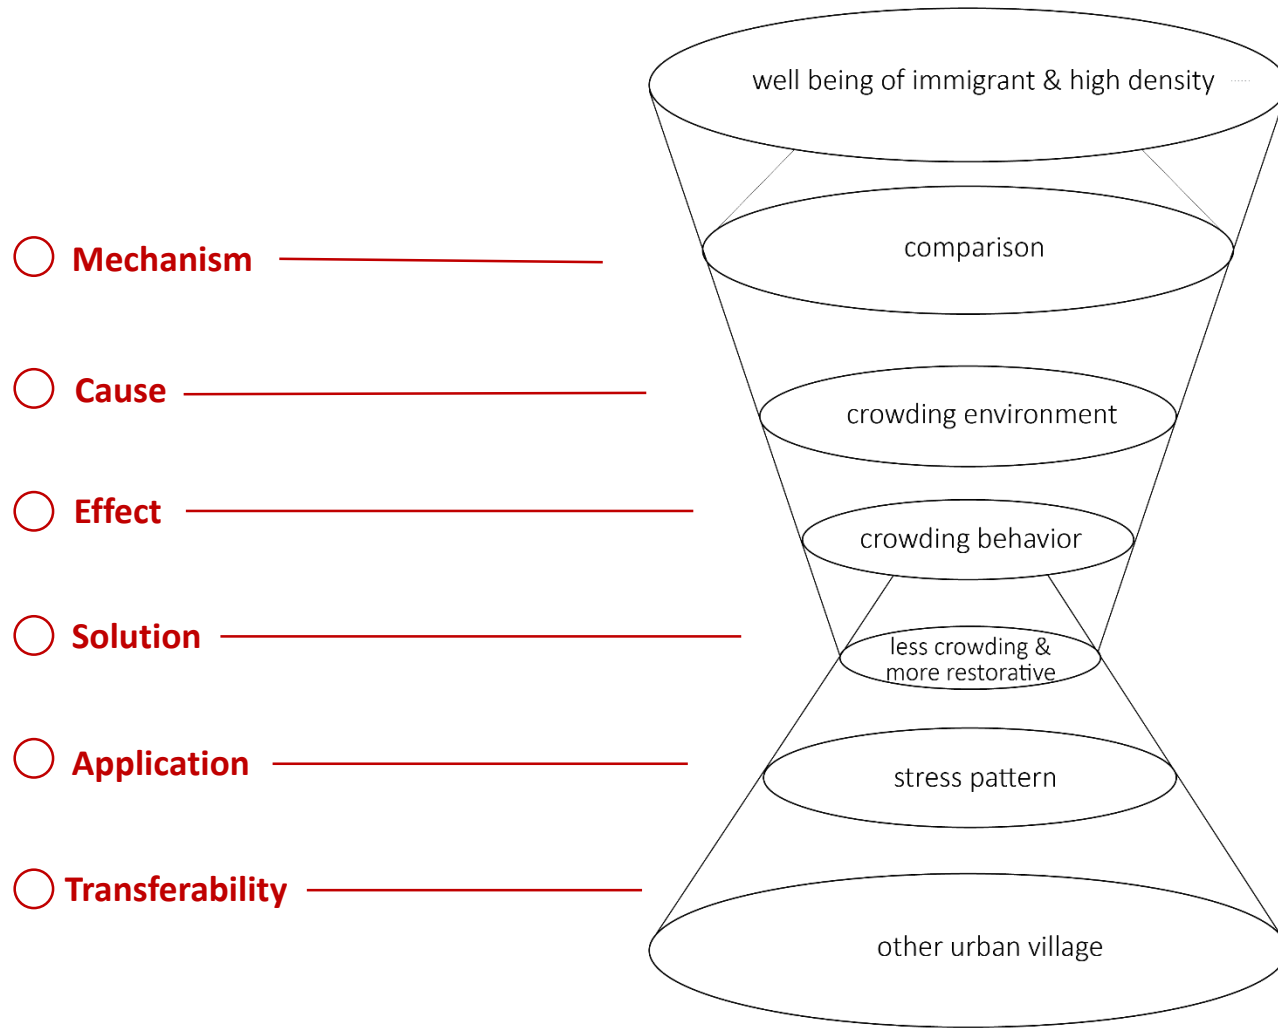 well being of immigrant & high density
Mechanism
comparison
Cause
crowding environment
Effect
crowding behavior
Solution
less crowding &
more restorative
Application
stress pattern
Transferability
other urban village